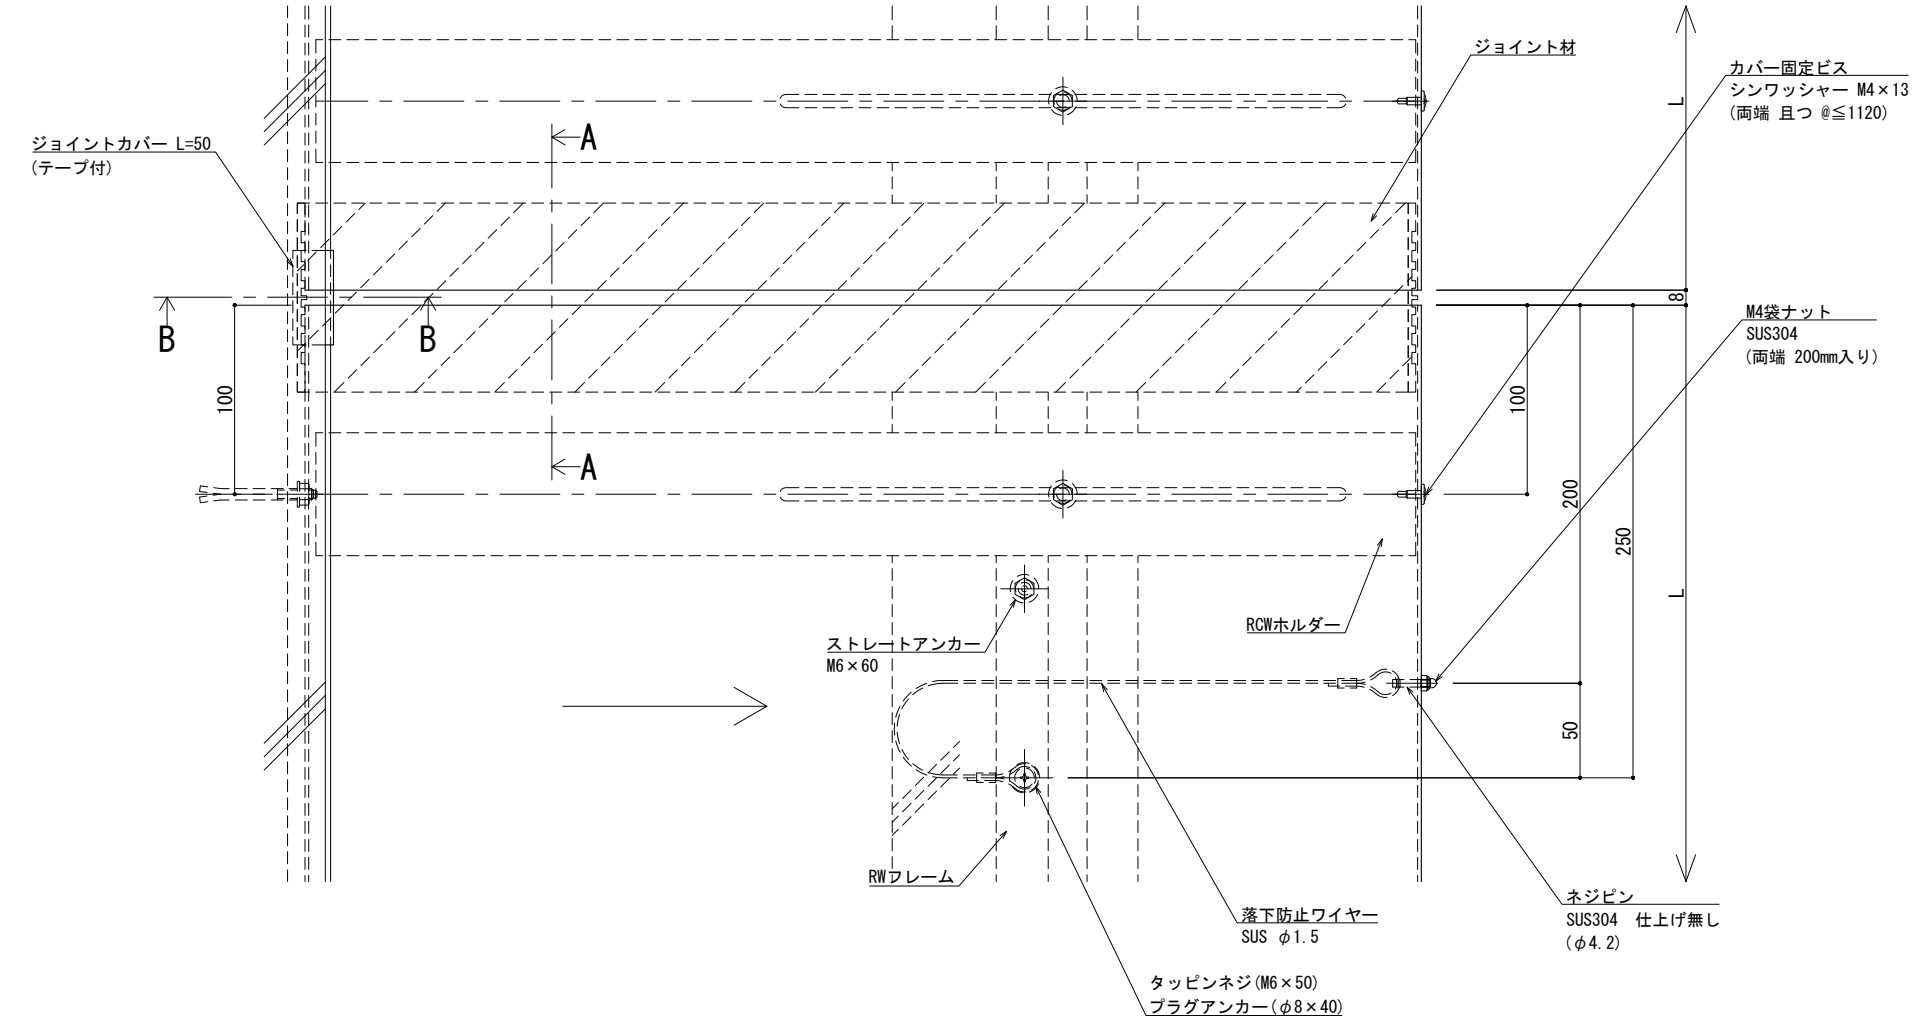 ジョイント材
カバー固定ビス
シンワッシャー M4×13
(両端 且つ @≦1120)
L
ジョイントカバー L=50
(テープ付)
A
8
B
B
M4袋ナット
SUS304
(両端 200mm入り)
100
100
A
200
250
L
ストレートアンカー
M6×60
RCWホルダー
50
RWフレーム
落下防止ワイヤー
SUS φ1.5
ネジピン
SUS304 仕上げ無し
(φ4.2)
タッピンネジ(M6×50)
プラグアンカー(φ8×40)